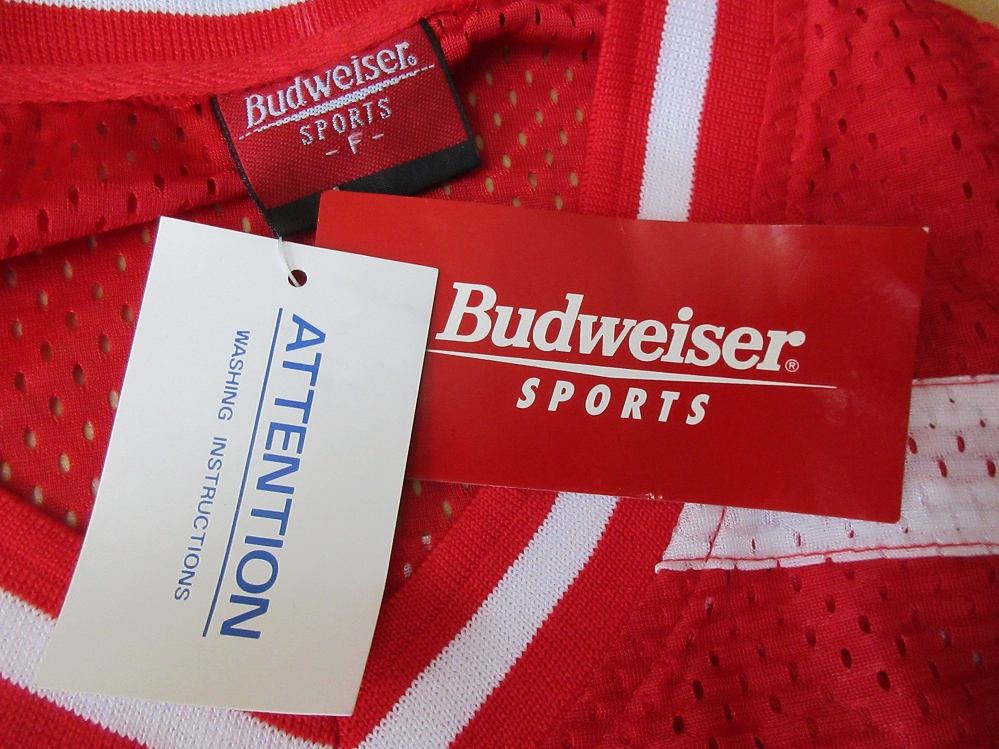 Budweiser®
SPORTS
- F -
Budweiser®
SPORTS
ATTENTION
WASHING INSTRUCTIONS